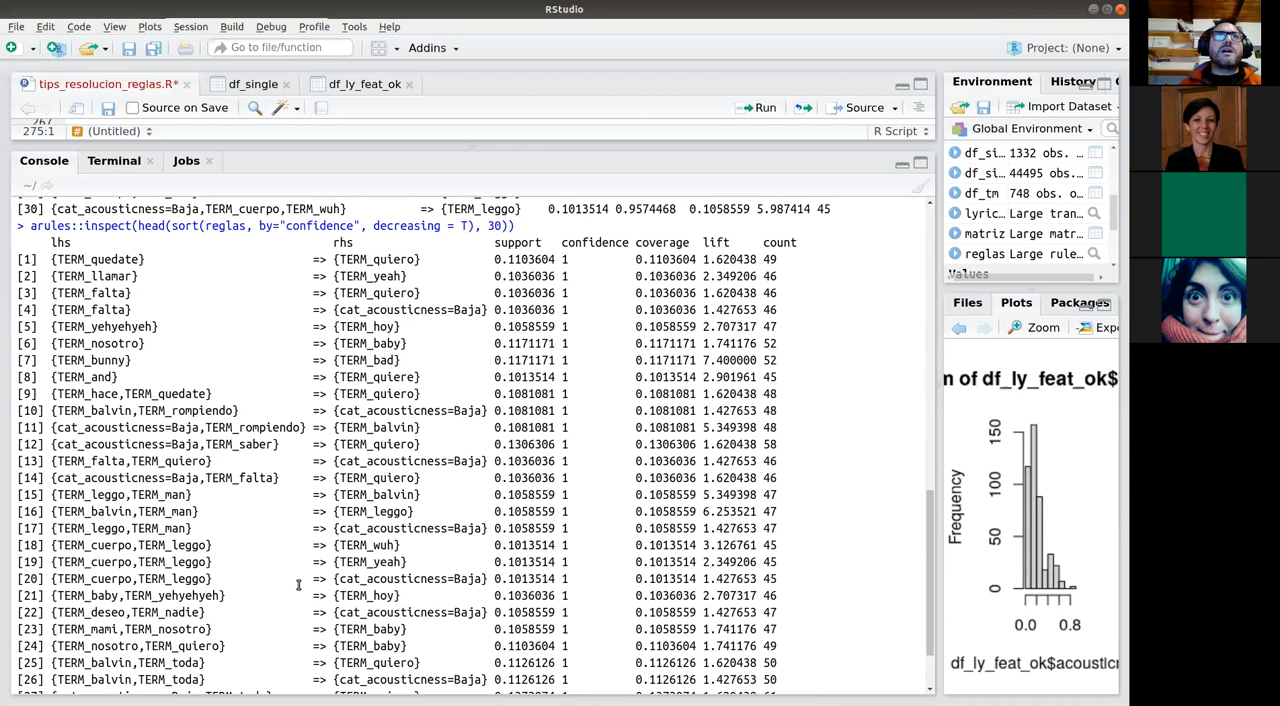 RStudio
File Edit Code View Plots Session Build Debug Profile Tools Help
Go to file/function Addins Project: (None)
tips_resolucion_reglas.R* df_single df_ly_feat_ok
Source on Save Run Source
267
275:1 (Untitled) R Script
Console Terminal Jobs
~/
[30] {cat_acousticness=Baja,TERM_cuerpo,TERM_wuh} => {TERM_leggo} 0.1013514 0.9574468 0.1058559 5.987414 45
> arules::inspect(head(sort(reglas, by="confidence", decreasing = T), 30))
lhs rhs support confidence coverage lift count
[1] {TERM_quedate} => {TERM_quiero} 0.1103604 1 0.1103604 1.620438 49
[2] {TERM_llamar} => {TERM_yeah} 0.1036036 1 0.1036036 2.349206 46
[3] {TERM_falta} => {TERM_quiero} 0.1036036 1 0.1036036 1.620438 46
[4] {TERM_falta} => {cat_acousticness=Baja} 0.1036036 1 0.1036036 1.427653 46
[5] {TERM_yehyehyeh} => {TERM_hoy} 0.1058559 1 0.1058559 2.707317 47
[6] {TERM_nosotro} => {TERM_baby} 0.1171171 1 0.1171171 1.741176 52
[7] {TERM_bunny} => {TERM_bad} 0.1171171 1 0.1171171 7.400000 52
[8] {TERM_and} => {TERM_quiere} 0.1013514 1 0.1013514 2.901961 45
[9] {TERM_hace,TERM_quedate} => {TERM_quiero} 0.1081081 1 0.1081081 1.620438 48
[10] {TERM_balvin,TERM_rompiendo} => {cat_acousticness=Baja} 0.1081081 1 0.1081081 1.427653 48
[11] {cat_acousticness=Baja,TERM_rompiendo} => {TERM_balvin} 0.1081081 1 0.1081081 5.349398 48
[12] {cat_acousticness=Baja,TERM_saber} => {TERM_quiero} 0.1306306 1 0.1306306 1.620438 58
[13] {TERM_falta,TERM_quiero} => {cat_acousticness=Baja} 0.1036036 1 0.1036036 1.427653 46
[14] {cat_acousticness=Baja,TERM_falta} => {TERM_quiero} 0.1036036 1 0.1036036 1.620438 46
[15] {TERM_leggo,TERM_man} => {TERM_balvin} 0.1058559 1 0.1058559 5.349398 47
[16] {TERM_balvin,TERM_man} => {TERM_leggo} 0.1058559 1 0.1058559 6.253521 47
[17] {TERM_leggo,TERM_man} => {cat_acousticness=Baja} 0.1058559 1 0.1058559 1.427653 47
[18] {TERM_cuerpo,TERM_leggo} => {TERM_wuh} 0.1013514 1 0.1013514 3.126761 45
[19] {TERM_cuerpo,TERM_leggo} => {TERM_yeah} 0.1013514 1 0.1013514 2.349206 45
[20] {TERM_cuerpo,TERM_leggo} => {cat_acousticness=Baja} 0.1013514 1 0.1013514 1.427653 45
[21] {TERM_baby,TERM_yehyehyeh} => {TERM_hoy} 0.1036036 1 0.1036036 2.707317 46
[22] {TERM_deseo,TERM_nadie} => {cat_acousticness=Baja} 0.1058559 1 0.1058559 1.427653 47
[23] {TERM_mami,TERM_nosotro} => {TERM_baby} 0.1058559 1 0.1058559 1.741176 47
[24] {TERM_nosotro,TERM_quiero} => {TERM_baby} 0.1103604 1 0.1103604 1.741176 49
[25] {TERM_balvin,TERM_toda} => {TERM_quiero} 0.1126126 1 0.1126126 1.620438 50
[26] {TERM_balvin,TERM_toda} => {cat_acousticness=Baja} 0.1126126 1 0.1126126 1.427653 50
Environment History
Import Dataset
Global Environment
df_si… 1332 obs. …
df_si… 44495 obs.…
df_tm 748 obs. o…
lyric… Large tran…
matriz Large matr…
reglas Large rule…
Values
Files Plots Packages
Zoom Expo
m of df_ly_feat_ok$
Frequency
150
100
50
0
0.0 0.8
df_ly_feat_ok$acoustic